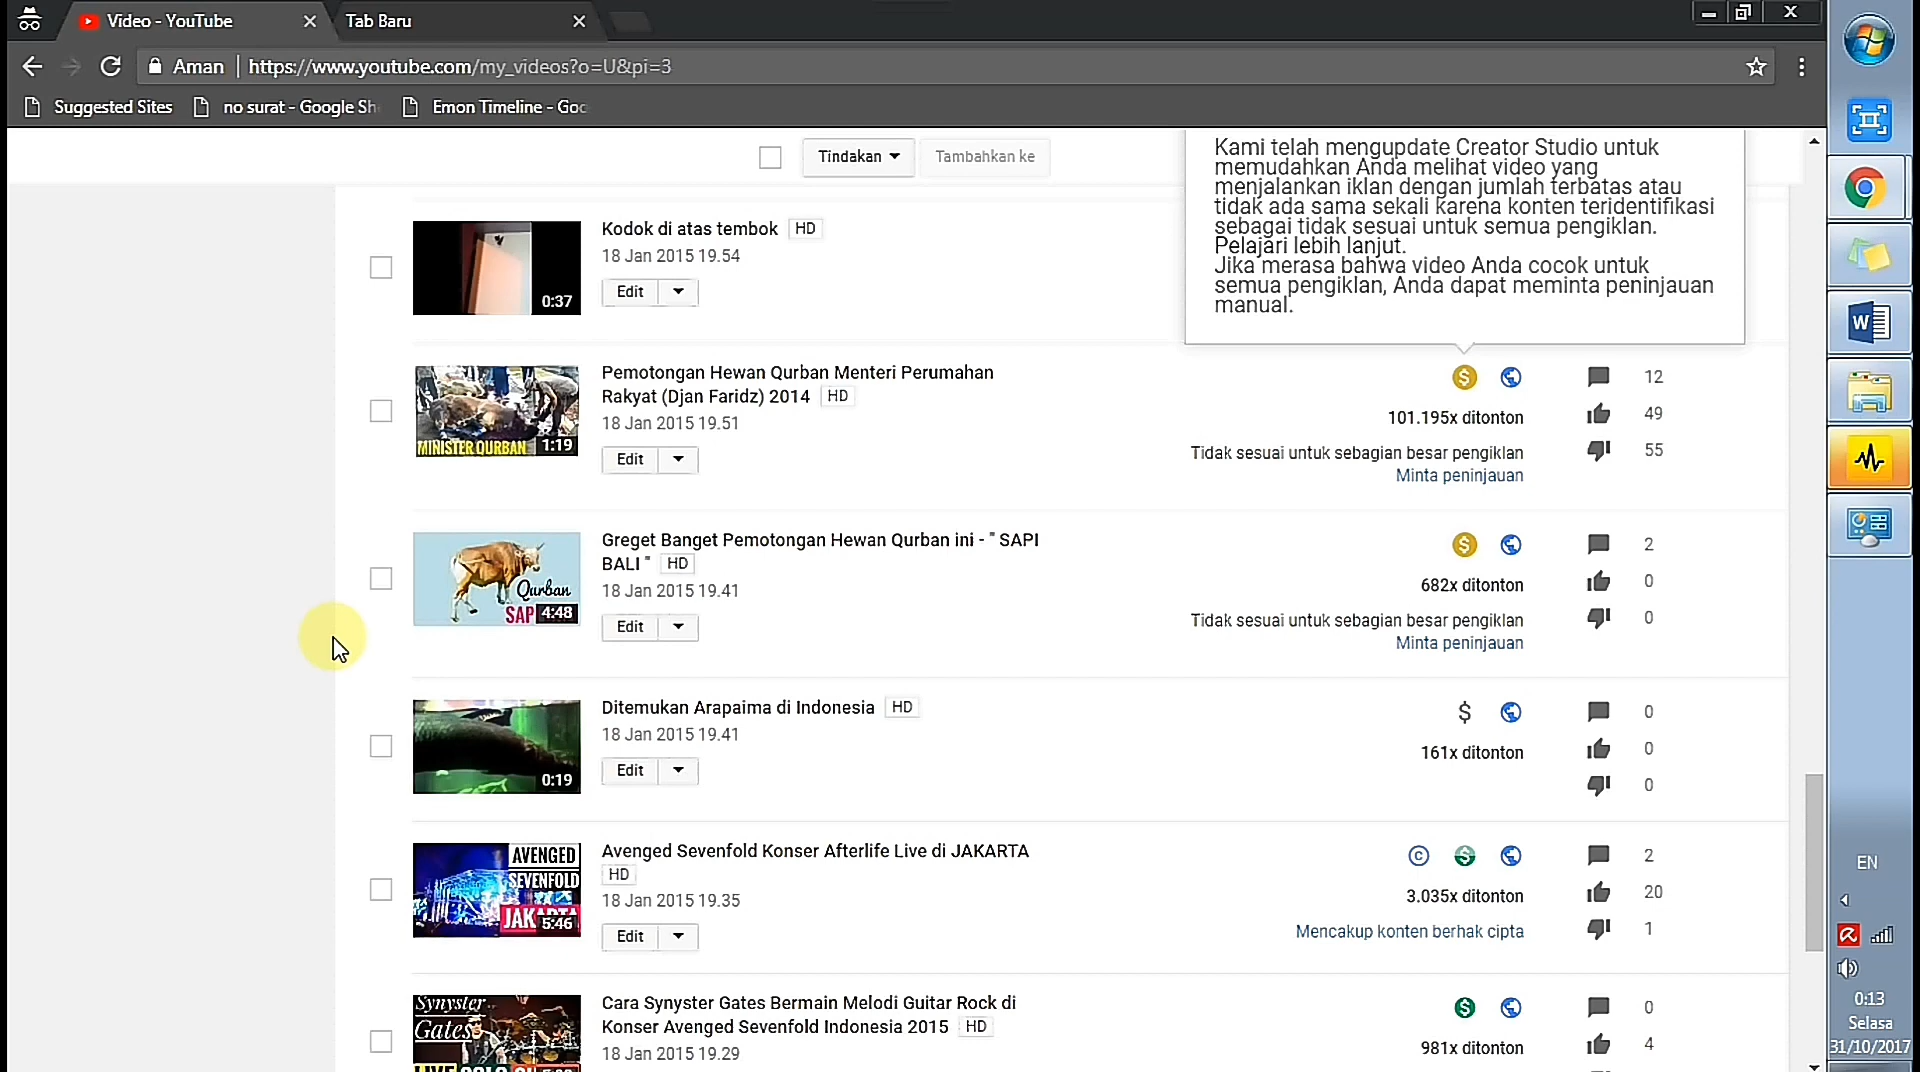 Video - YouTube
Tab Baru
Aman
https://www.youtube.com/my_videos?o=U&pi=3
Suggested Sites
no surat - Google Sh
Emon Timeline - Goo
Tindakan
Tambahkan ke
Kami telah mengupdate Creator Studio untuk
memudahkan Anda melihat video yang
menjalankan iklan dengan jumlah terbatas atau
tidak ada sama sekali karena konten teridentifikasi
sebagai tidak sesuai untuk semua pengiklan.
Pelajari lebih lanjut.
Jika merasa bahwa video Anda cocok untuk
semua pengiklan, Anda dapat meminta peninjauan
manual.
0:37
Kodok di atas tembok HD
18 Jan 2015 19.54
Edit
MINISTER QURBAN 1:19
Pemotongan Hewan Qurban Menteri Perumahan
Rakyat (Djan Faridz) 2014 HD
18 Jan 2015 19.51
Edit
101.195x ditonton
Tidak sesuai untuk sebagian besar pengiklan
Minta peninjauan
12
49
55
Qurban
SAP 4:48
Greget Banget Pemotongan Hewan Qurban ini - " SAPI
BALI " HD
18 Jan 2015 19.41
Edit
682x ditonton
Tidak sesuai untuk sebagian besar pengiklan
Minta peninjauan
2
0
0
0:19
Ditemukan Arapaima di Indonesia HD
18 Jan 2015 19.41
Edit
161x ditonton
0
0
0
AVENGED
SEVENFOLD
JAKARTA 5:46
Avenged Sevenfold Konser Afterlife Live di JAKARTA
HD
18 Jan 2015 19.35
Edit
3.035x ditonton
Mencakup konten berhak cipta
2
20
1
Synyster
Gates
Cara Synyster Gates Bermain Melodi Guitar Rock di
Konser Avenged Sevenfold Indonesia 2015 HD
18 Jan 2015 19.29
981x ditonton
0
4
EN
0:13
Selasa
31/10/2017